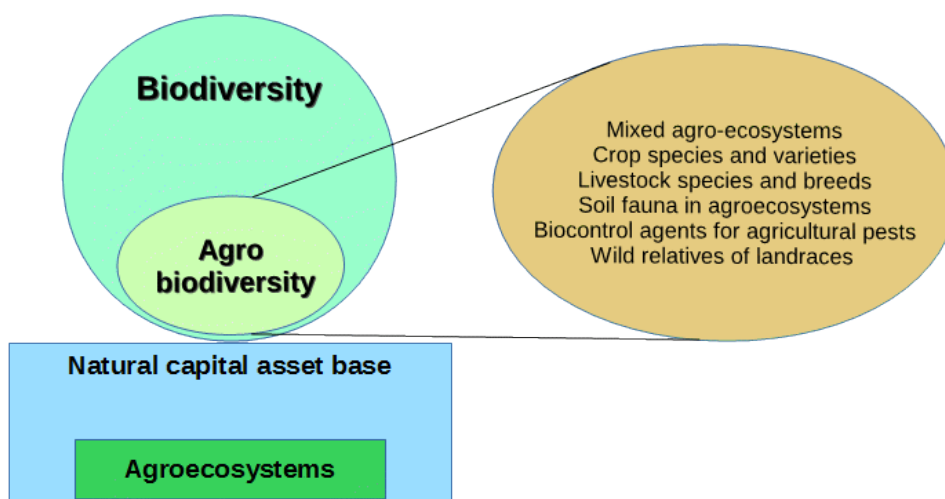 Biodiversity
Agro
biodiversity
Mixed agro-ecosystems
Crop species and varieties
Livestock species and breeds
Soil fauna in agroecosystems
Biocontrol agents for agricultural pests
Wild relatives of landraces
Natural capital asset base
Agroecosystems